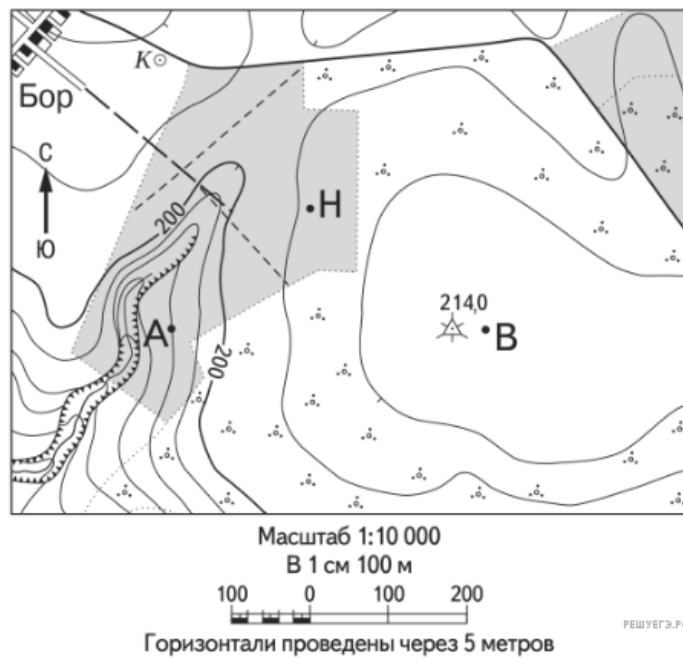 К
Бор
С
Ю
200
Н
А
200
214,0
В
Масштаб 1:10 000
В 1 см 100 м
100 0 100 200
Горизонтали проведены через 5 метров